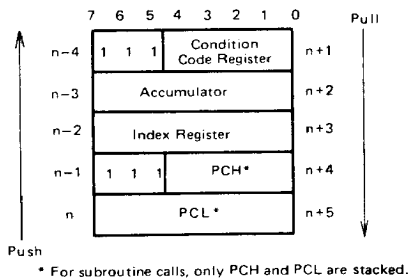 7 6 5 4 3 2 1 0
Pull
n-4 1 1 1 Condition Code Register n+1
n-3 Accumulator n+2
n-2 Index Register n+3
n-1 1 1 1 PCH* n+4
n PCL* n+5
Push
* For subroutine calls, only PCH and PCL are stacked.